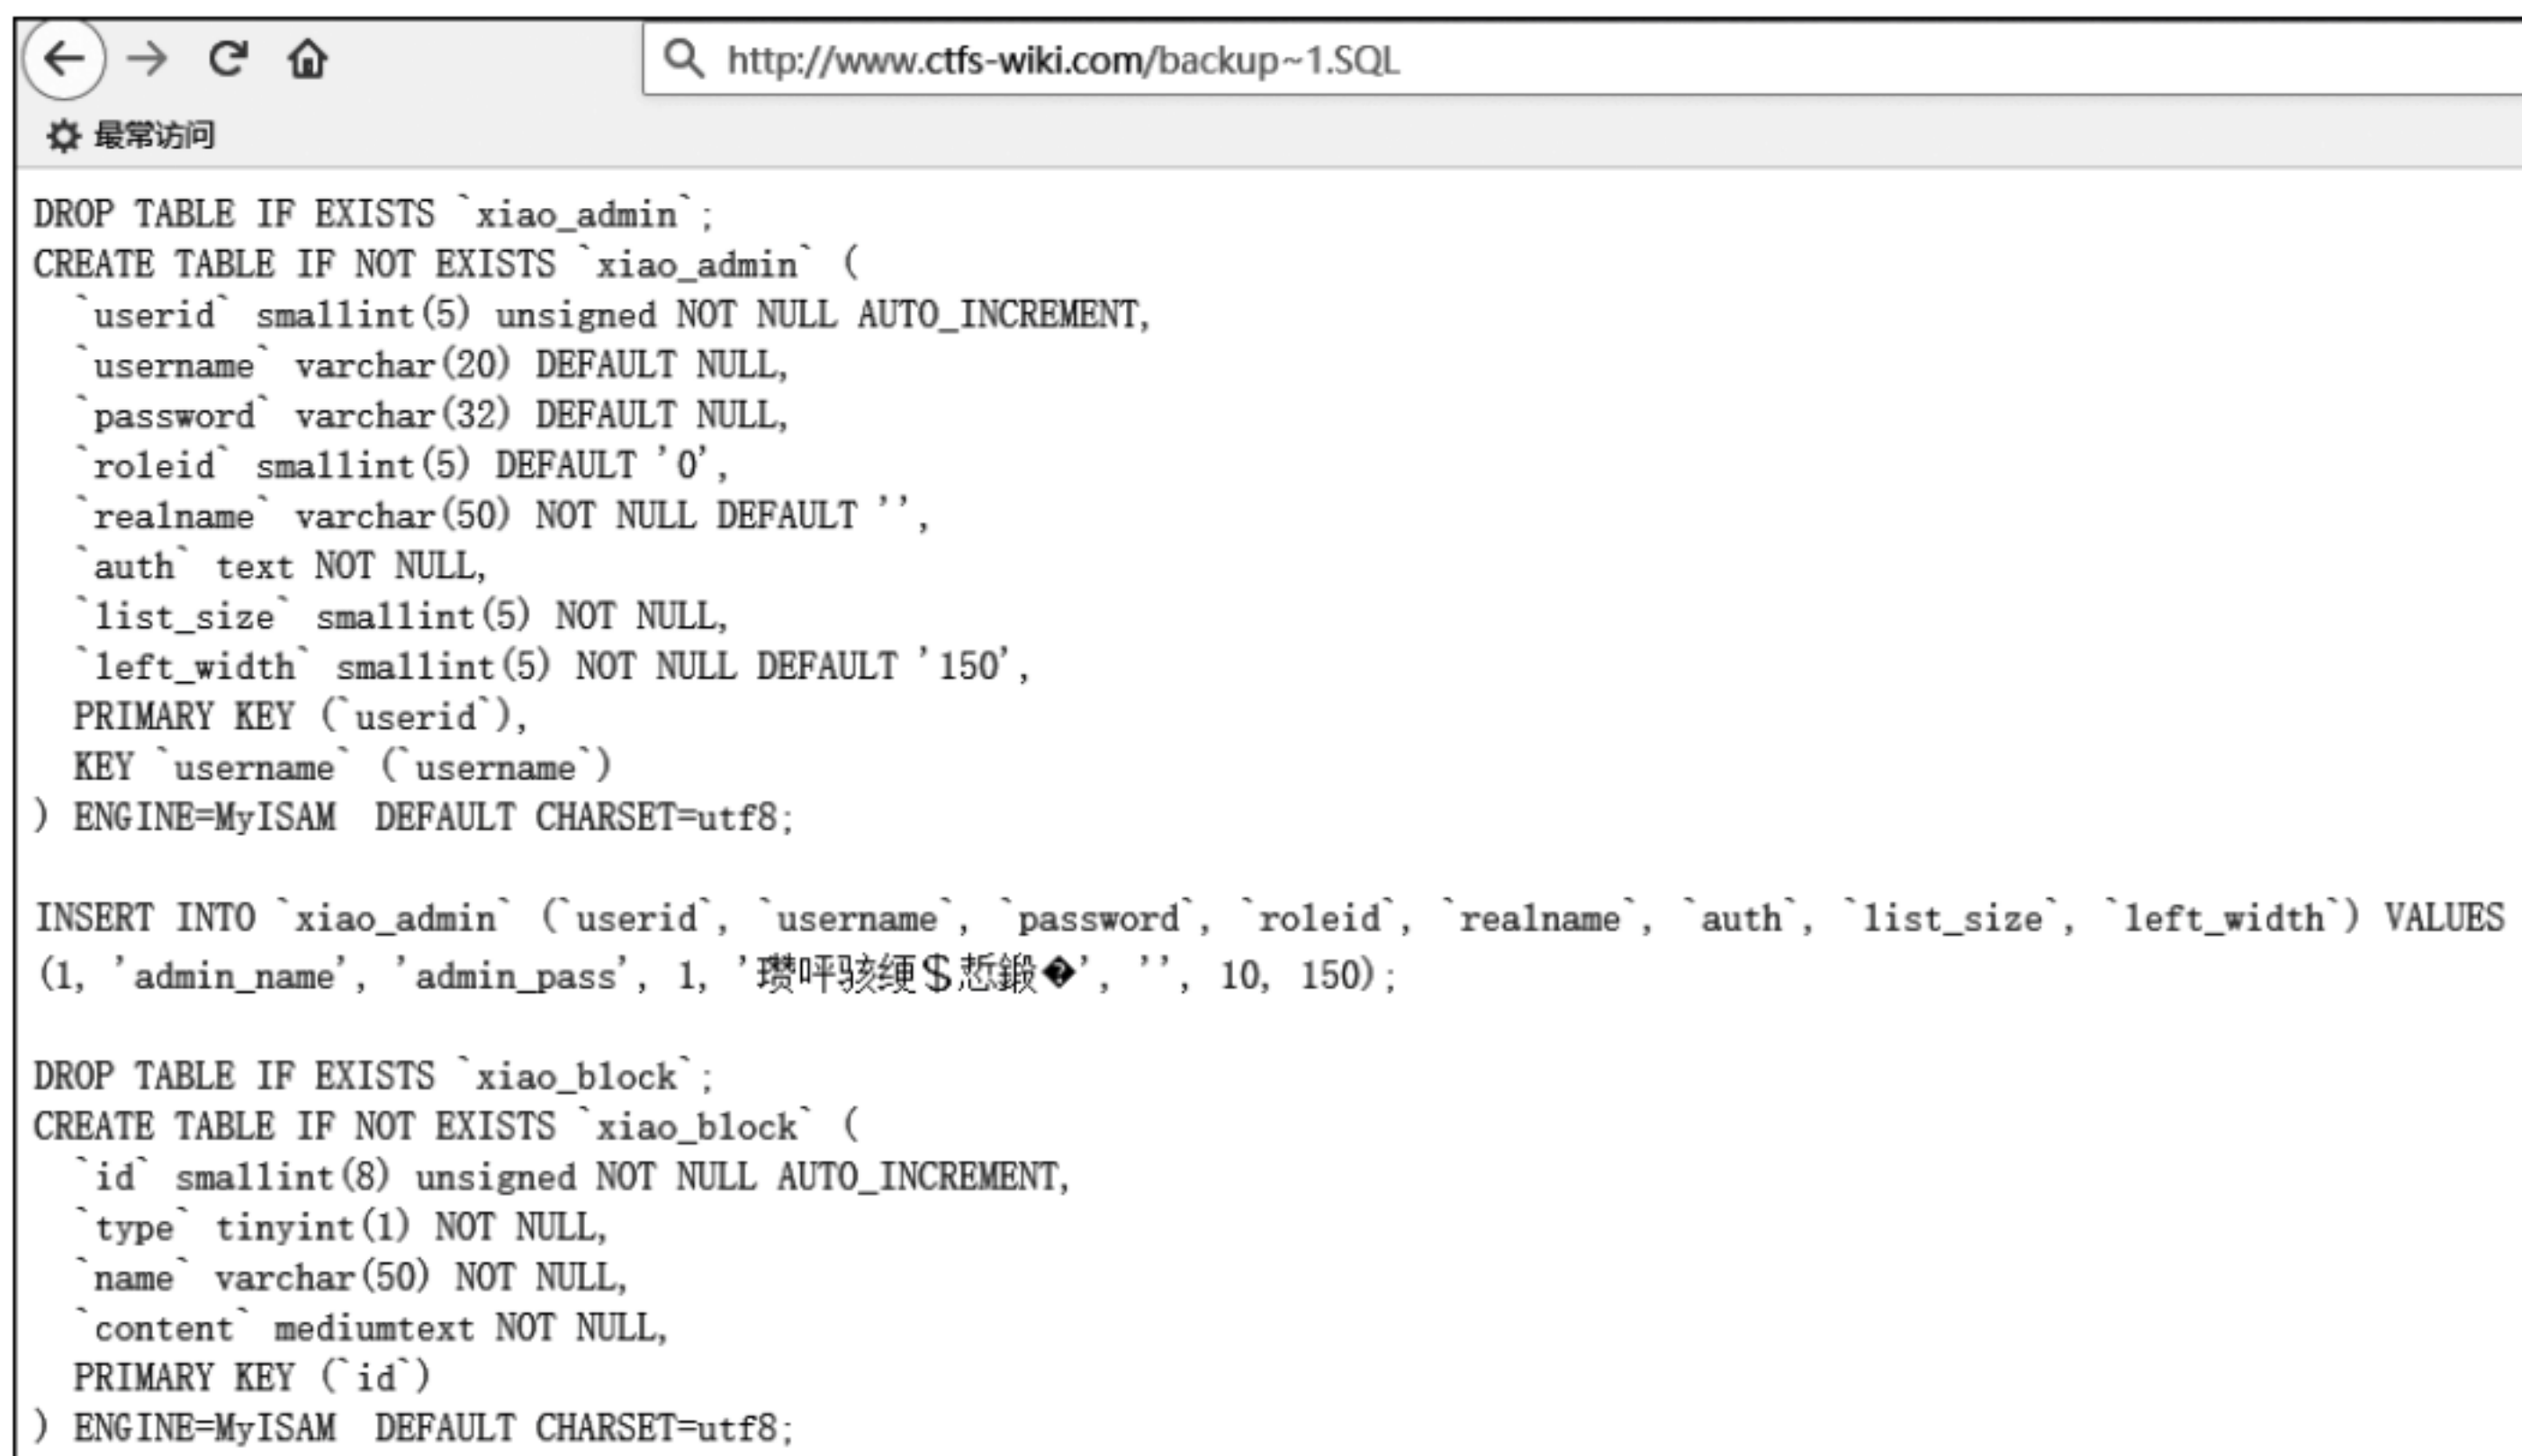 http://www.ctfs-wiki.com/backup~1.SQL
最常访问
DROP TABLE IF EXISTS `xiao_admin`;
CREATE TABLE IF NOT EXISTS `xiao_admin` (
  `userid` smallint(5) unsigned NOT NULL AUTO_INCREMENT,
  `username` varchar(20) DEFAULT NULL,
  `password` varchar(32) DEFAULT NULL,
  `roleid` smallint(5) DEFAULT '0',
  `realname` varchar(50) NOT NULL DEFAULT '',
  `auth` text NOT NULL,
  `list_size` smallint(5) NOT NULL,
  `left_width` smallint(5) NOT NULL DEFAULT '150',
  PRIMARY KEY (`userid`),
  KEY `username` (`username`)
) ENGINE=MyISAM  DEFAULT CHARSET=utf8;
INSERT INTO `xiao_admin` (`userid`, `username`, `password`, `roleid`, `realname`, `auth`, `list_size`, `left_width`) VALUES
(1, 'admin_name', 'admin_pass', 1, '瓒呯骇绠＄悊鍛�', '', 10, 150);
DROP TABLE IF EXISTS `xiao_block`;
CREATE TABLE IF NOT EXISTS `xiao_block` (
  `id` smallint(8) unsigned NOT NULL AUTO_INCREMENT,
  `type` tinyint(1) NOT NULL,
  `name` varchar(50) NOT NULL,
  `content` mediumtext NOT NULL,
  PRIMARY KEY (`id`)
) ENGINE=MyISAM  DEFAULT CHARSET=utf8;